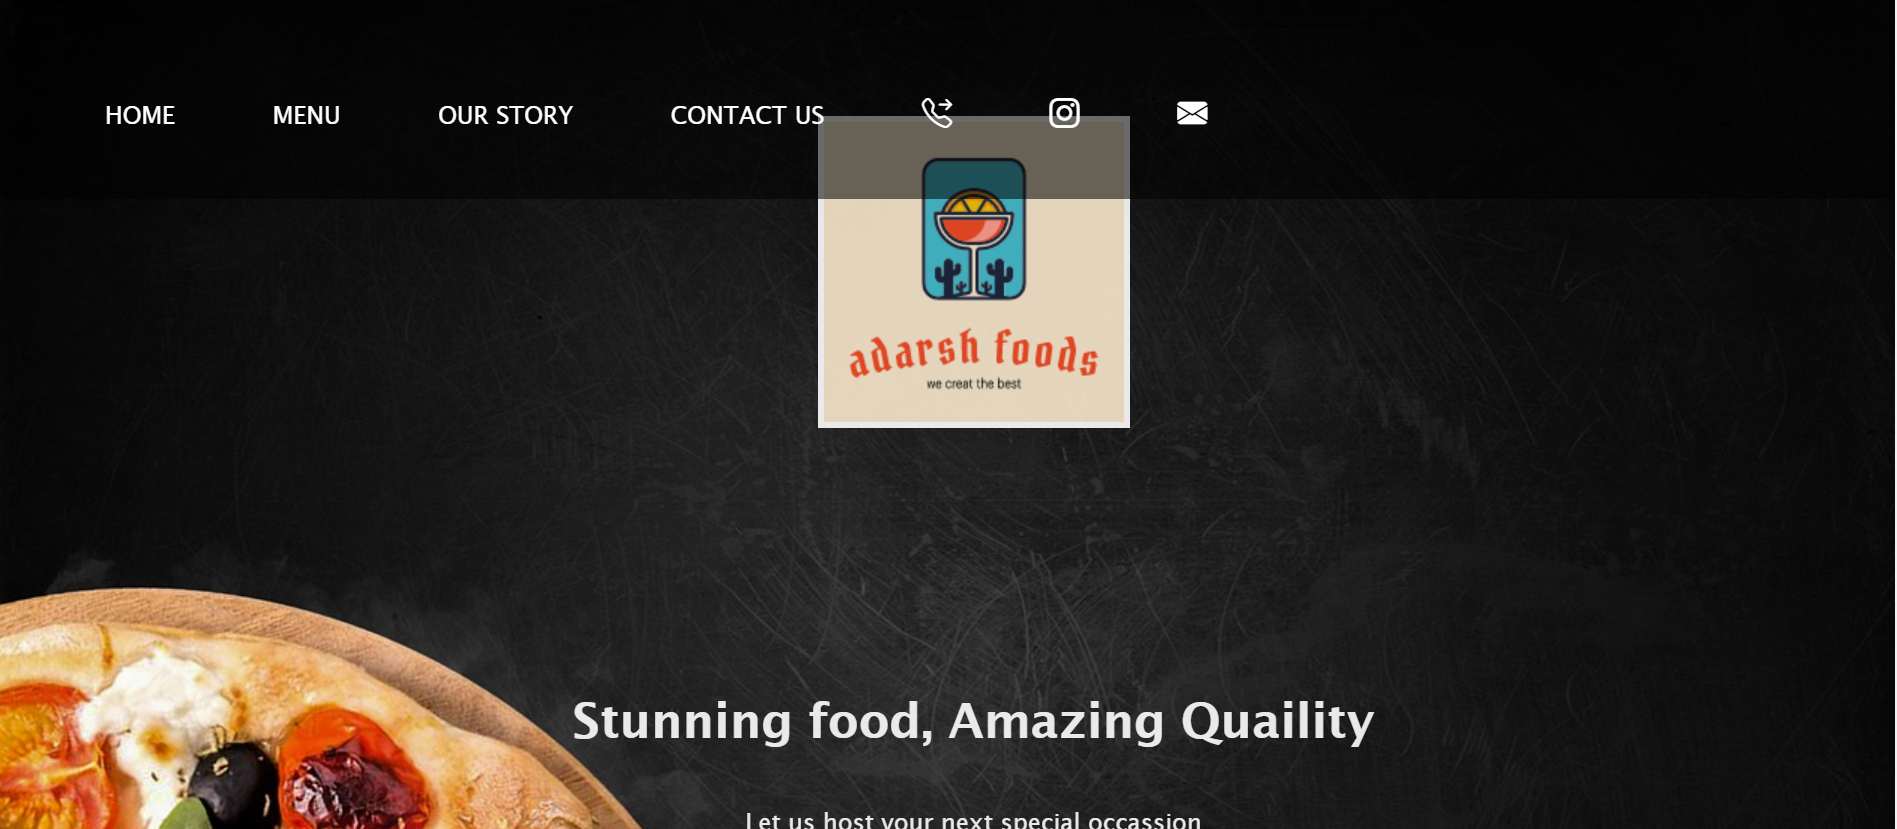 HOME MENU OUR STORY CONTACT US
adarsh foods
we creat the best
Stunning food, Amazing Quaility
Let us host your next special occassion